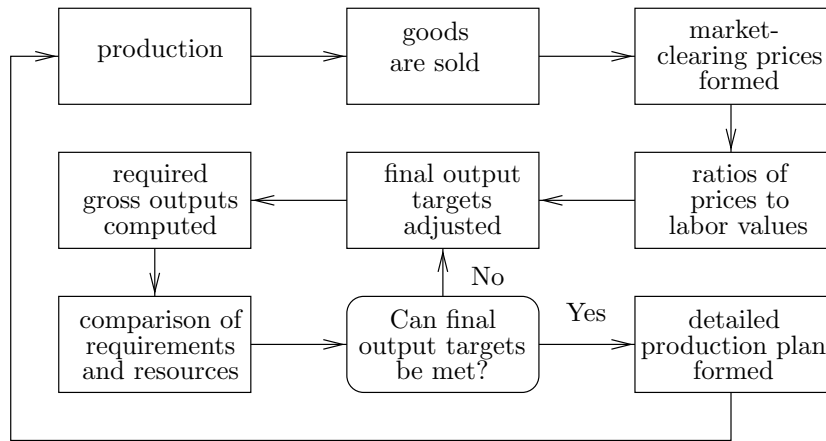 production
goods
are sold
market-
clearing prices
formed
required
gross outputs
computed
final output
targets
adjusted
ratios of
prices to
labor values
No
comparison of
requirements
and resources
Can final
output targets
be met?
Yes
detailed
production plan
formed